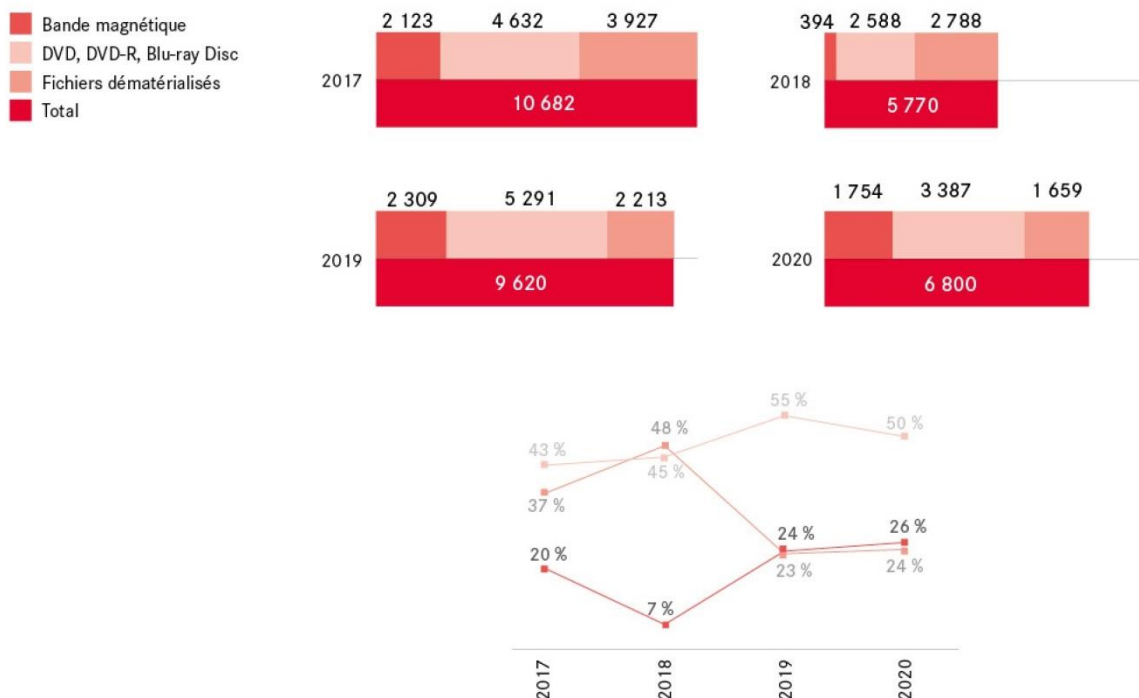 Bande magnétique
DVD, DVD-R, Blu-ray Disc
Fichiers dématérialisés
Total
2 123 4 632 3 927
2017
10 682
394 2 588 2 788
2018
5 770
2 309 5 291 2 213
2019
9 620
1 754 3 387 1 659
2020
6 800
55 %
50 %
48 %
43 %
45 %
37 %
24 %
26 %
20 %
23 %
24 %
7 %
2017 2018 2019 2020